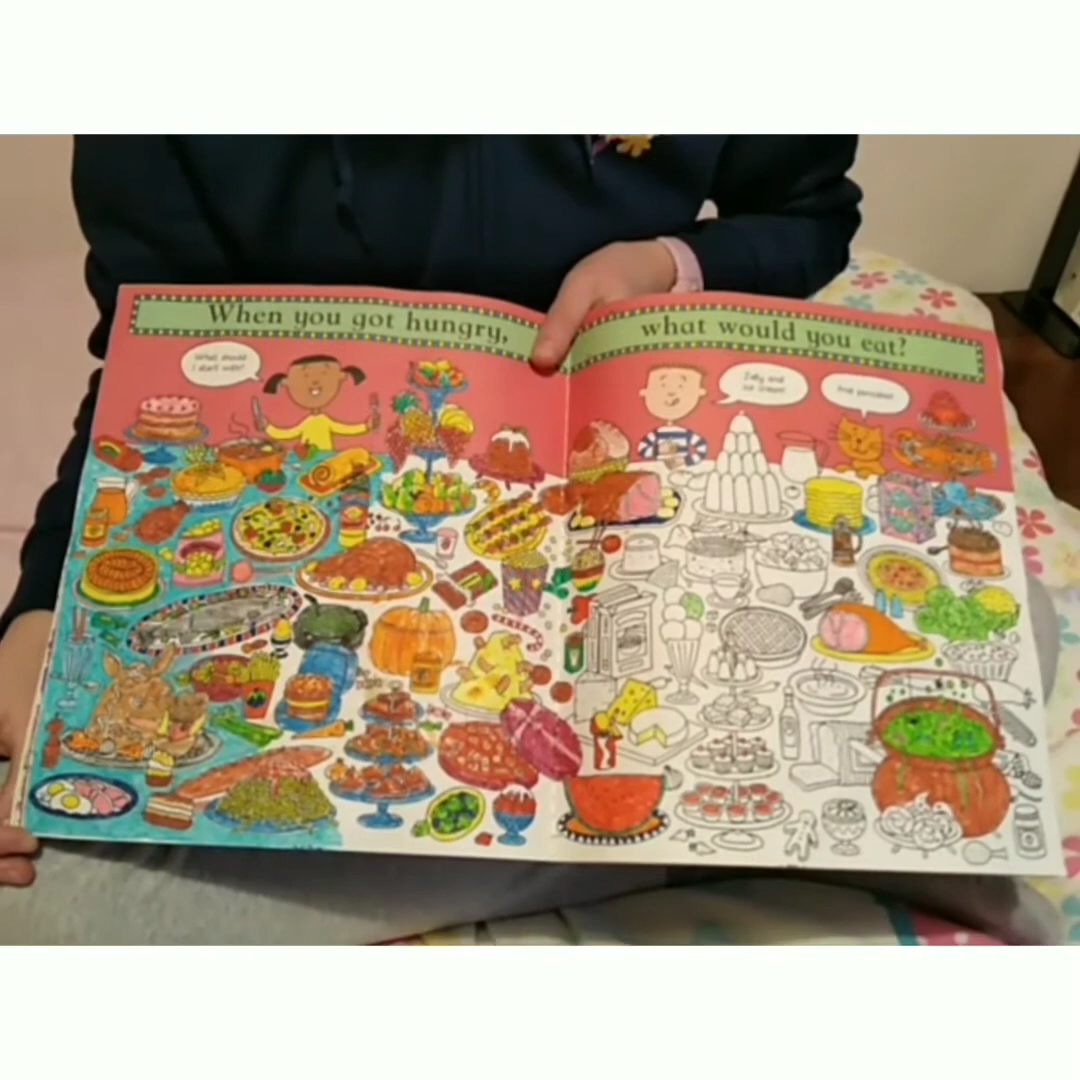 When you got hungry,
what would you eat?
What should
I start with?
Jelly and
ice cream!
And pancakes!